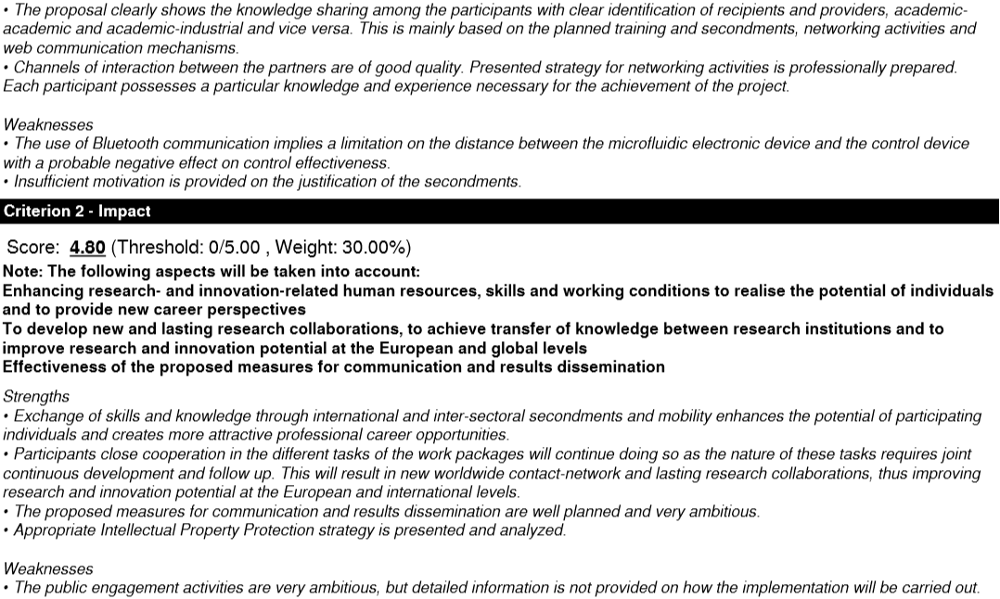 • The proposal clearly shows the knowledge sharing among the participants with clear identification of recipients and providers, academic-
academic and academic-industrial and vice versa. This is mainly based on the planned training and secondments, networking activities and
web communication mechanisms.
• Channels of interaction between the partners are of good quality. Presented strategy for networking activities is professionally prepared.
Each participant possesses a particular knowledge and experience necessary for the achievement of the project.
Weaknesses
• The use of Bluetooth communication implies a limitation on the distance between the microfluidic electronic device and the control device
with a probable negative effect on control effectiveness.
• Insufficient motivation is provided on the justification of the secondments.
Criterion 2 - Impact
Score: 4.80 (Threshold: 0/5.00 , Weight: 30.00%)
Note: The following aspects will be taken into account:
Enhancing research- and innovation-related human resources, skills and working conditions to realise the potential of individuals
and to provide new career perspectives
To develop new and lasting research collaborations, to achieve transfer of knowledge between research institutions and to
improve research and innovation potential at the European and global levels
Effectiveness of the proposed measures for communication and results dissemination
Strengths
• Exchange of skills and knowledge through international and inter-sectoral secondments and mobility enhances the potential of participating
individuals and creates more attractive professional career opportunities.
• Participants close cooperation in the different tasks of the work packages will continue doing so as the nature of these tasks requires joint
continuous development and follow up. This will result in new worldwide contact-network and lasting research collaborations, thus improving
research and innovation potential at the European and international levels.
• The proposed measures for communication and results dissemination are well planned and very ambitious.
• Appropriate Intellectual Property Protection strategy is presented and analyzed.
Weaknesses
• The public engagement activities are very ambitious, but detailed information is not provided on how the implementation will be carried out.